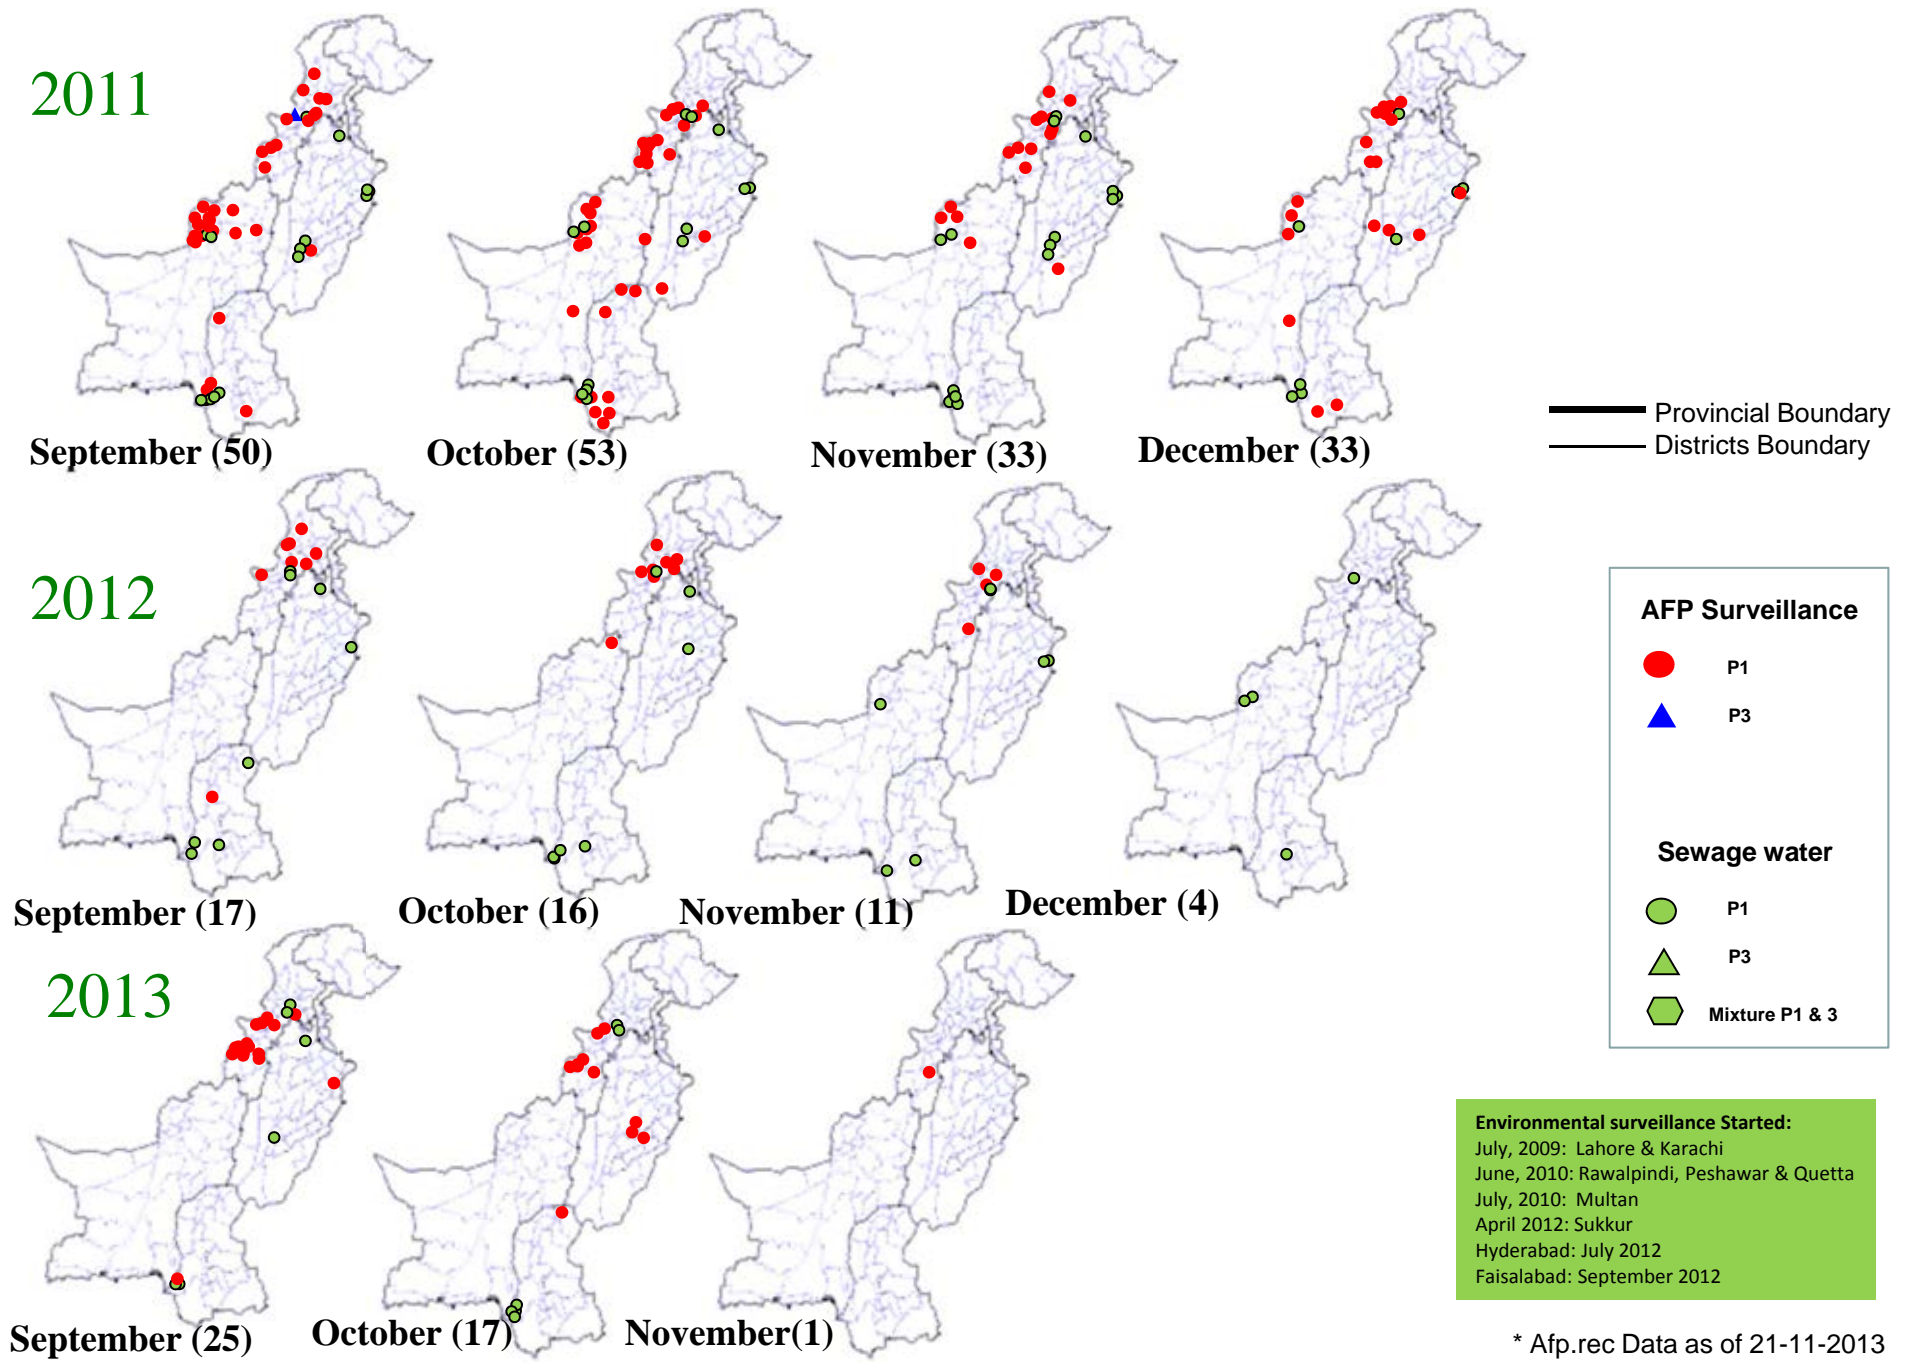 2011
September (50)
October (53)
November (33)
December (33)
Provincial Boundary
Districts Boundary
2012
September (17)
October (16)
November (11)
December (4)
AFP Surveillance
P1
P3
Sewage water
P1
P3
Mixture P1 & 3
2013
September (25)
October (17)
November(1)
Environmental surveillance Started:
July, 2009: Lahore & Karachi
June, 2010: Rawalpindi, Peshawar & Quetta
July, 2010: Multan
April 2012: Sukkur
Hyderabad: July 2012
Faisalabad: September 2012
* Afp.rec Data as of 21-11-2013